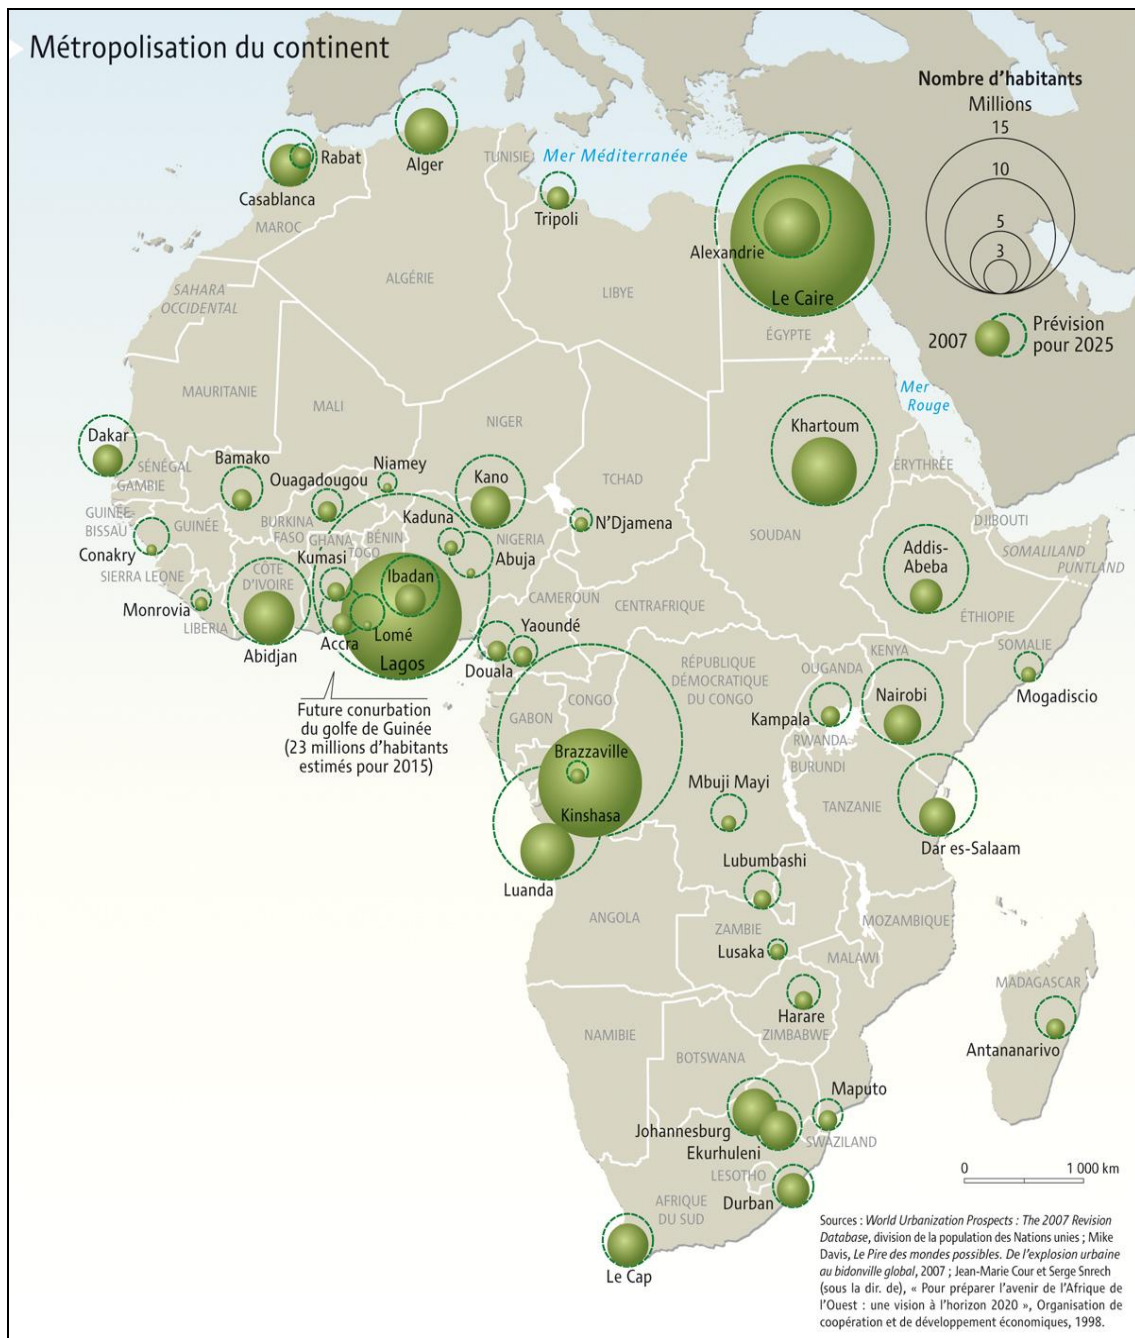 Métropolisation du continent
Nombre d'habitants
Millions
15
10
5
3
2007
Prévision
pour 2025
Mer Méditerranée
Mer
Rouge
Rabat
Casablanca
MAROC
Alger
TUNISIE
Tripoli
Alexandrie
Le Caire
ÉGYPTE
ALGÉRIE
LIBYE
SAHARA
OCCIDENTAL
MAURITANIE
MALI
NIGER
TCHAD
SOUDAN
Khartoum
ÉRYTHRÉE
Dakar
SÉNÉGAL
GAMBIE
Bamako
Ouagadougou
Niamey
Kano
N'Djamena
GUINÉE-
BISSAU
GUINÉE
BURKINA
FASO
GHANA
BÉNIN
TOGO
Kaduna
NIGERIA
Abuja
DJIBOUTI
SOMALILAND
PUNTLAND
Addis-
Abeba
ÉTHIOPIE
Conakry
SIERRA LEONE
CÔTE
D'IVOIRE
Kumasi
Ibadan
Monrovia
LIBERIA
Abidjan
Accra
Lomé
Lagos
CAMEROUN
CENTRAFRIQUE
Yaoundé
Douala
Future conurbation
du golfe de Guinée
(23 millions d'habitants
estimés pour 2015)
GABON
CONGO
RÉPUBLIQUE
DÉMOCRATIQUE
DU CONGO
OUGANDA
KENYA
SOMALIE
Mogadiscio
Kampala
Nairobi
RWANDA
BURUNDI
Brazzaville
Kinshasa
Mbuji Mayi
TANZANIE
Dar es-Salaam
Luanda
Lubumbashi
ANGOLA
ZAMBIE
Lusaka
MOZAMBIQUE
MALAWI
Harare
ZIMBABWE
MADAGASCAR
Antananarivo
NAMIBIE
BOTSWANA
Maputo
Johannesburg
Ekurhuleni
SWAZILAND
LESOTHO
Durban
AFRIQUE
DU SUD
Le Cap
0
1 000 km
Sources : World Urbanization Prospects : The 2007 Revision
Database, division de la population des Nations unies ; Mike
Davis, Le Pire des mondes possibles. De l'explosion urbaine
au bidonville global, 2007 ; Jean-Marie Cour et Serge Snrech
(sous la dir. de), « Pour préparer l'avenir de l'Afrique de
l'Ouest : une vision à l'horizon 2020 », Organisation de
coopération et de développement économiques, 1998.